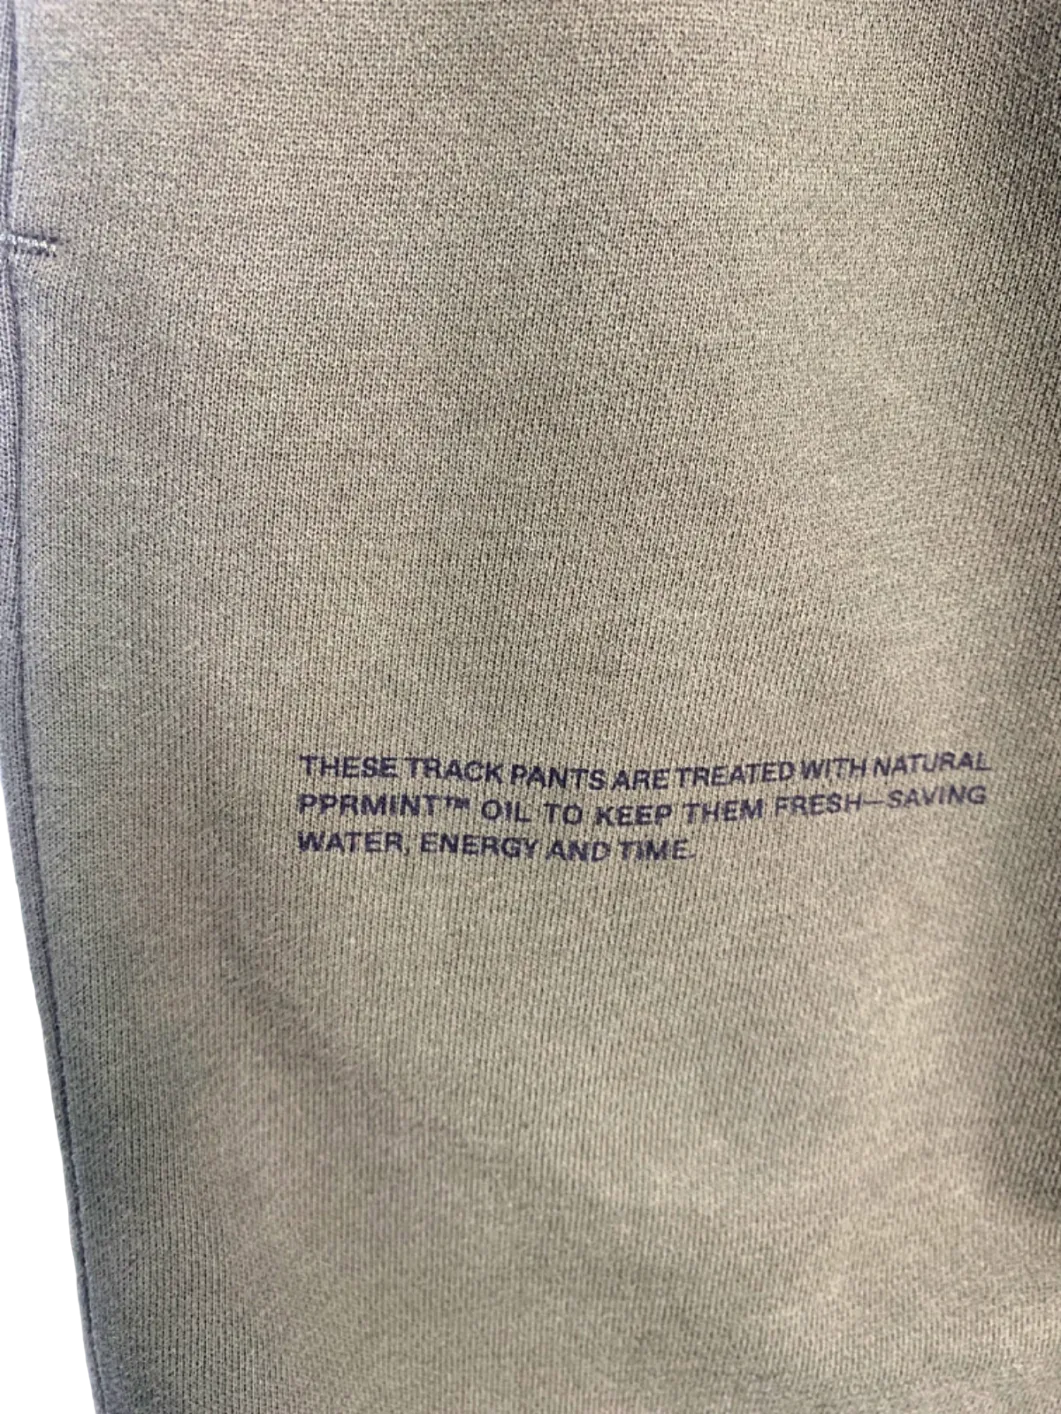 THESE TRACK PANTS ARE TREATED WITH NATURAL
PPRMINT™ OIL TO KEEP THEM FRESH—SAVING
WATER, ENERGY AND TIME.